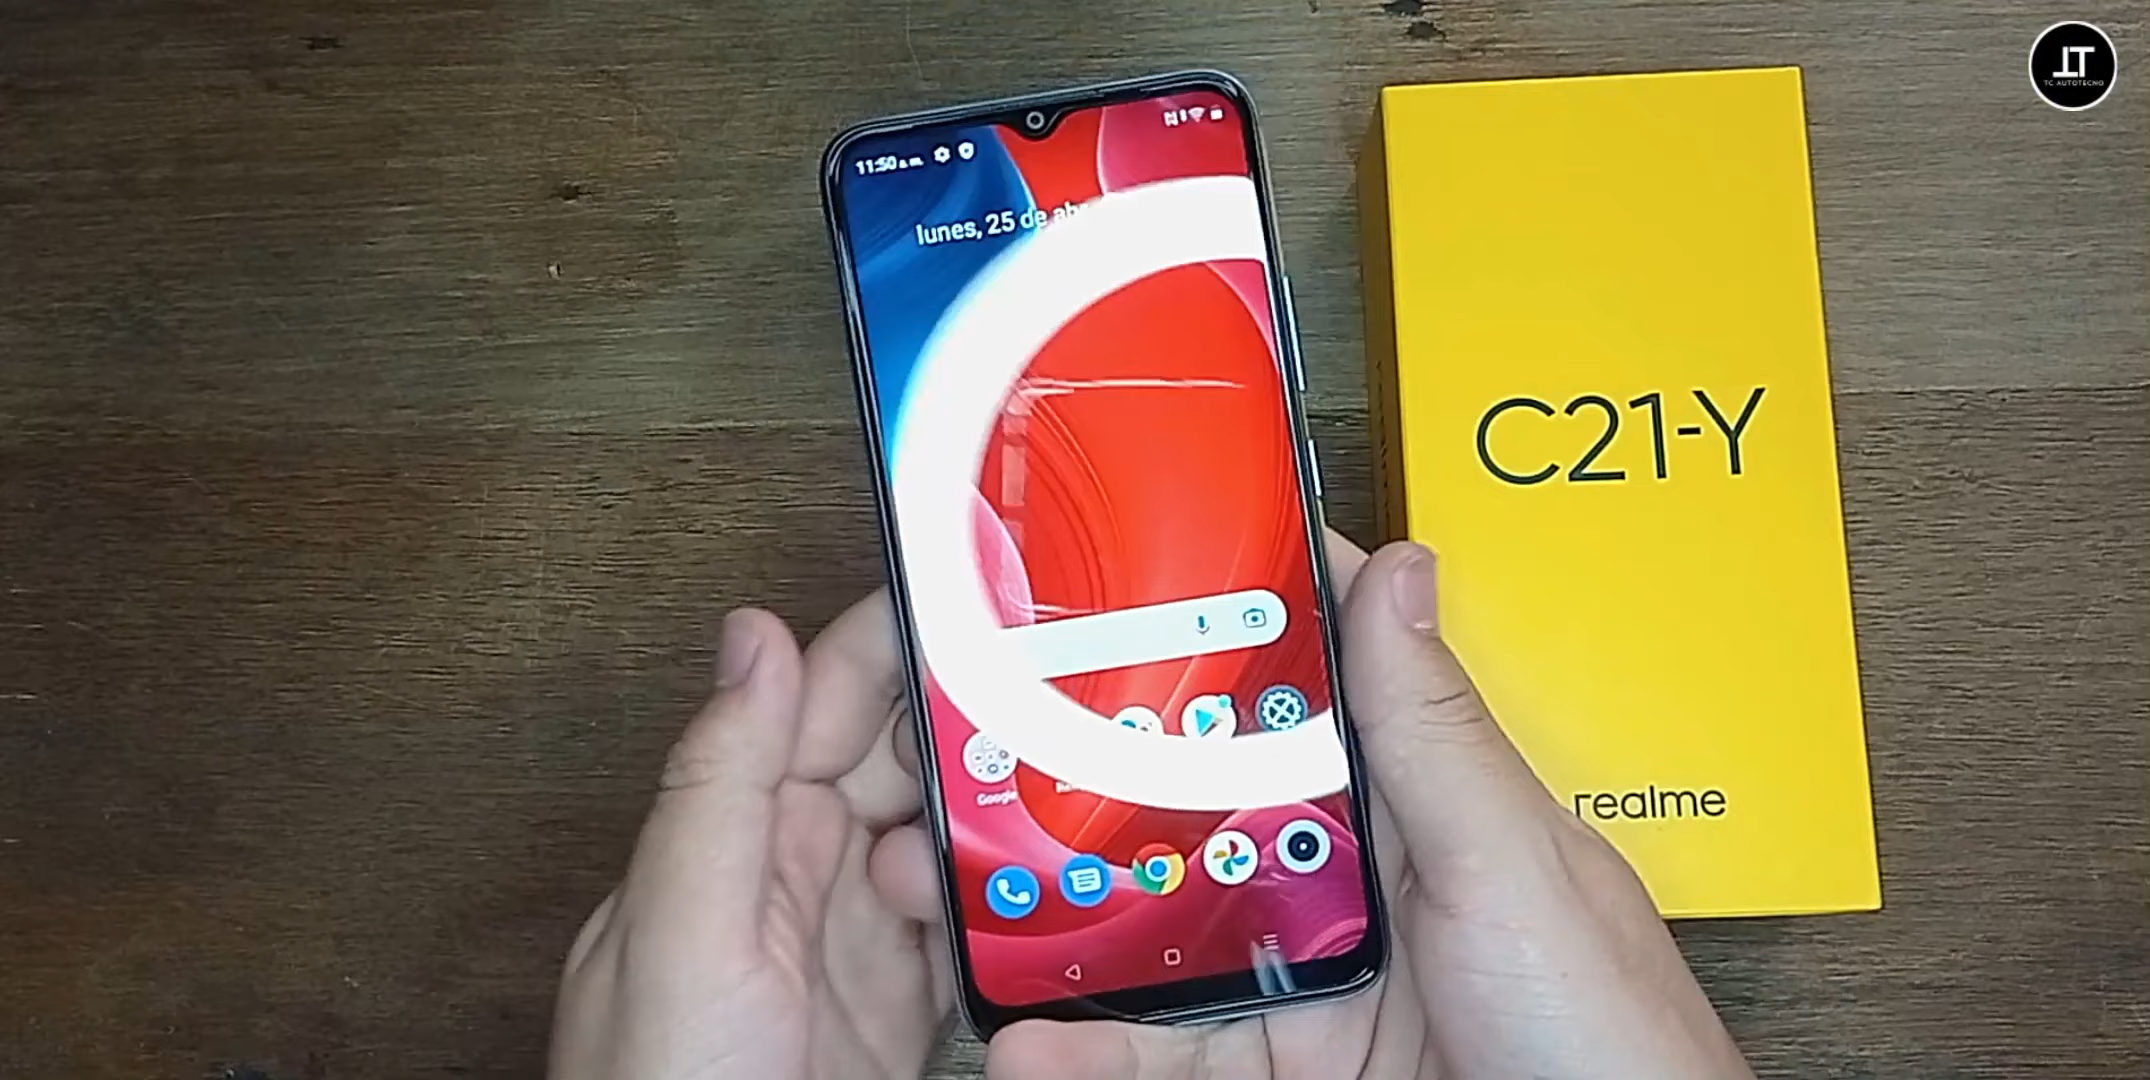 11:50 a.m.
lunes, 25 de abr
Google
C21-Y
realme
TC AUTOTECNO